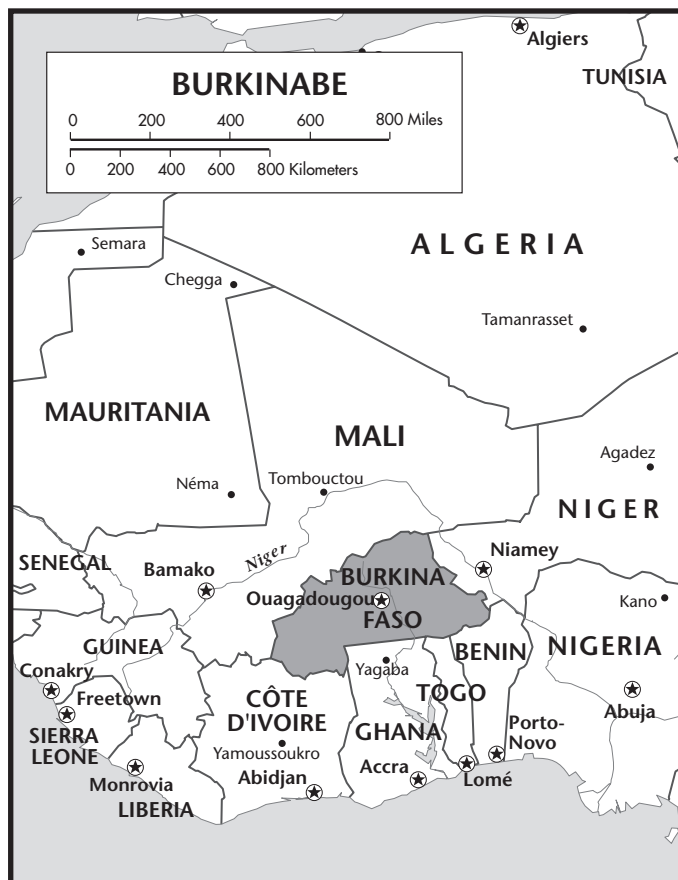 Algiers
TUNISIA
BURKINABE
0 200 400 600 800 Miles
0 200 400 600 800 Kilometers
Semara
ALGERIA
Chegga
Tamanrasset
MAURITANIA
MALI
Agadez
Néma
Tombouctou
NIGER
SENEGAL
Bamako
Niger
Niamey
BURKINA
Ouagadougou
FASO
Kano
GUINEA
BENIN
NIGERIA
Conakry
Yagaba
Freetown
CÔTE
D'IVOIRE
TOGO
Abuja
SIERRA
LEONE
GHANA
Porto-
Novo
Yamoussoukro
Monrovia
Abidjan
Accra
Lomé
LIBERIA